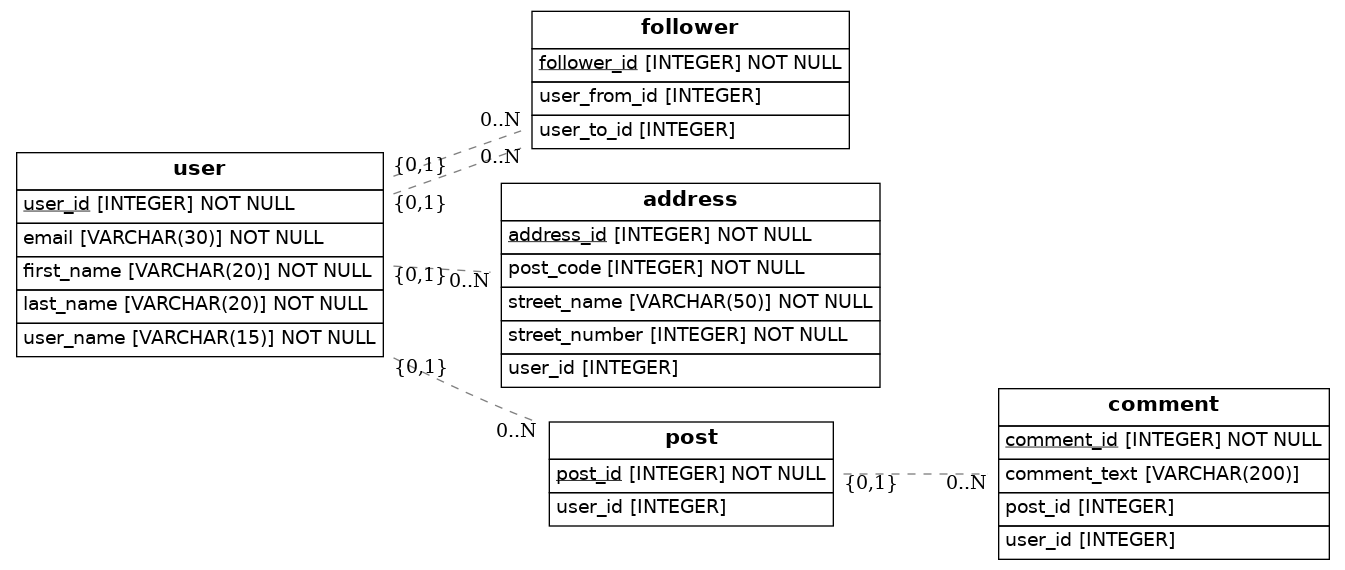 follower
follower_id [INTEGER] NOT NULL
user_from_id [INTEGER]
user_to_id [INTEGER]
0..N
{0,1}
0..N
{0,1}
user
user_id [INTEGER] NOT NULL
email [VARCHAR(30)] NOT NULL
first_name [VARCHAR(20)] NOT NULL
last_name [VARCHAR(20)] NOT NULL
user_name [VARCHAR(15)] NOT NULL
address
address_id [INTEGER] NOT NULL
post_code [INTEGER] NOT NULL
street_name [VARCHAR(50)] NOT NULL
street_number [INTEGER] NOT NULL
user_id [INTEGER]
{0,1}
0..N
{0,1}
0..N
post
post_id [INTEGER] NOT NULL
user_id [INTEGER]
{0,1}
0..N
comment
comment_id [INTEGER] NOT NULL
comment_text [VARCHAR(200)]
post_id [INTEGER]
user_id [INTEGER]